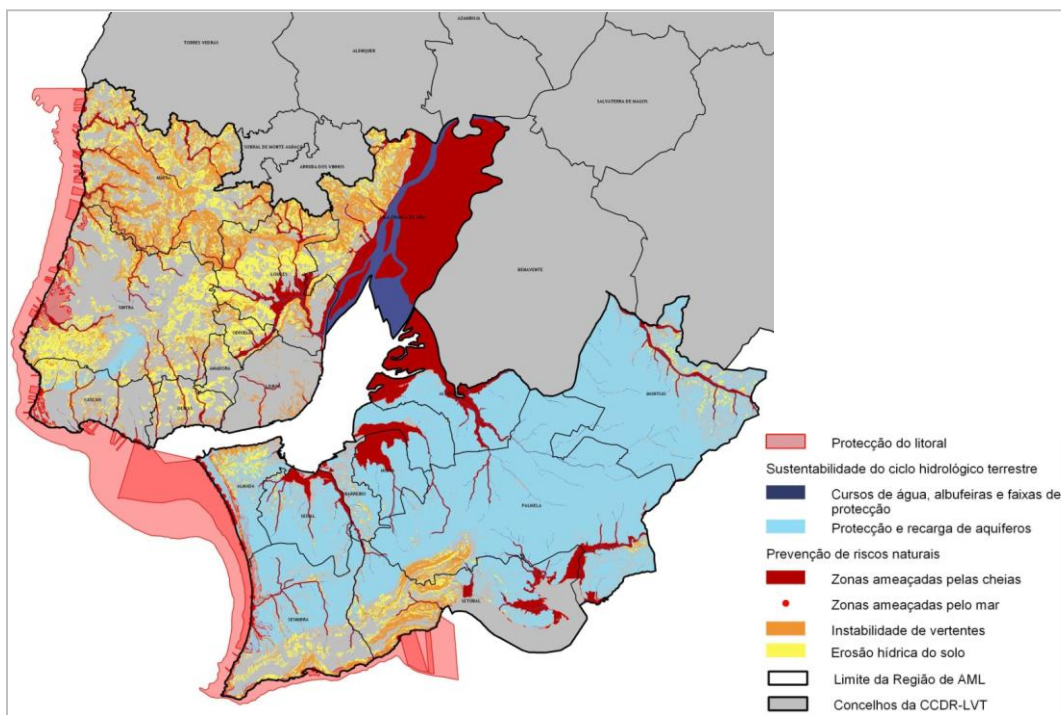 TORRES VEDRAS
ALENQUER
AZAMBUJA
SALVATERRA DE MAGOS
SOBRAL DE MONTE AGRAÇO
ARRUDA DOS VINHOS
MAFRA
VILA FRANCA DE XIRA
BENAVENTE
LOURES
SINTRA
ODIVELAS
AMADORA
LISBOA
CASCAIS
OEIRAS
MONTIJO
ALMADA
BARREIRO
SEIXAL
PALMELA
SETÚBAL
SESIMBRA
Protecção do litoral
Sustentabilidade do ciclo hidrológico terrestre
Cursos de água, albufeiras e faixas de
protecção
Protecção e recarga de aquíferos
Prevenção de riscos naturais
Zonas ameaçadas pelas cheias
Zonas ameaçadas pelo mar
Instabilidade de vertentes
Erosão hídrica do solo
Limite da Região de AML
Concelhos da CCDR-LVT